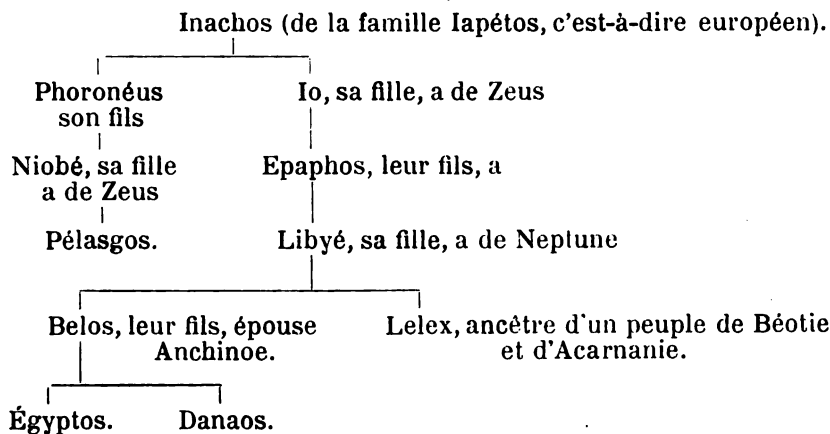 Inachos (de la famille Iapétos, c'est-à-dire européen).
Phoronéus Io, sa fille, a de Zeus
son fils
Niobé, sa fille Epaphos, leur fils, a
a de Zeus
Pélasgos. Libyé, sa fille, a de Neptune
Belos, leur fils, épouse Lelex, ancêtre d'un peuple de Béotie
Anchinoe. et d'Acarnanie.
Égyptos. Danaos.